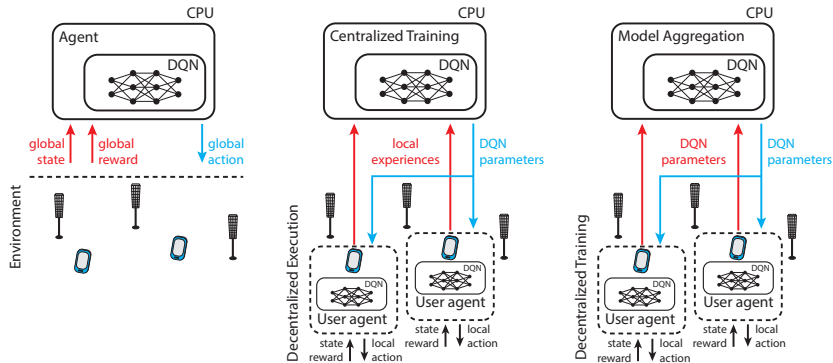 CPU
Agent
DQN
global
state
global
reward
global
action
Environment
CPU
Centralized Training
DQN
local
experiences
DQN
parameters
Decentralized Execution
DQN
User agent
DQN
User agent
state
reward
local
action
state
reward
local
action
CPU
Model Aggregation
DQN
DQN
parameters
DQN
parameters
Decentralized Training
DQN
User agent
DQN
User agent
state
reward
local
action
state
reward
local
action